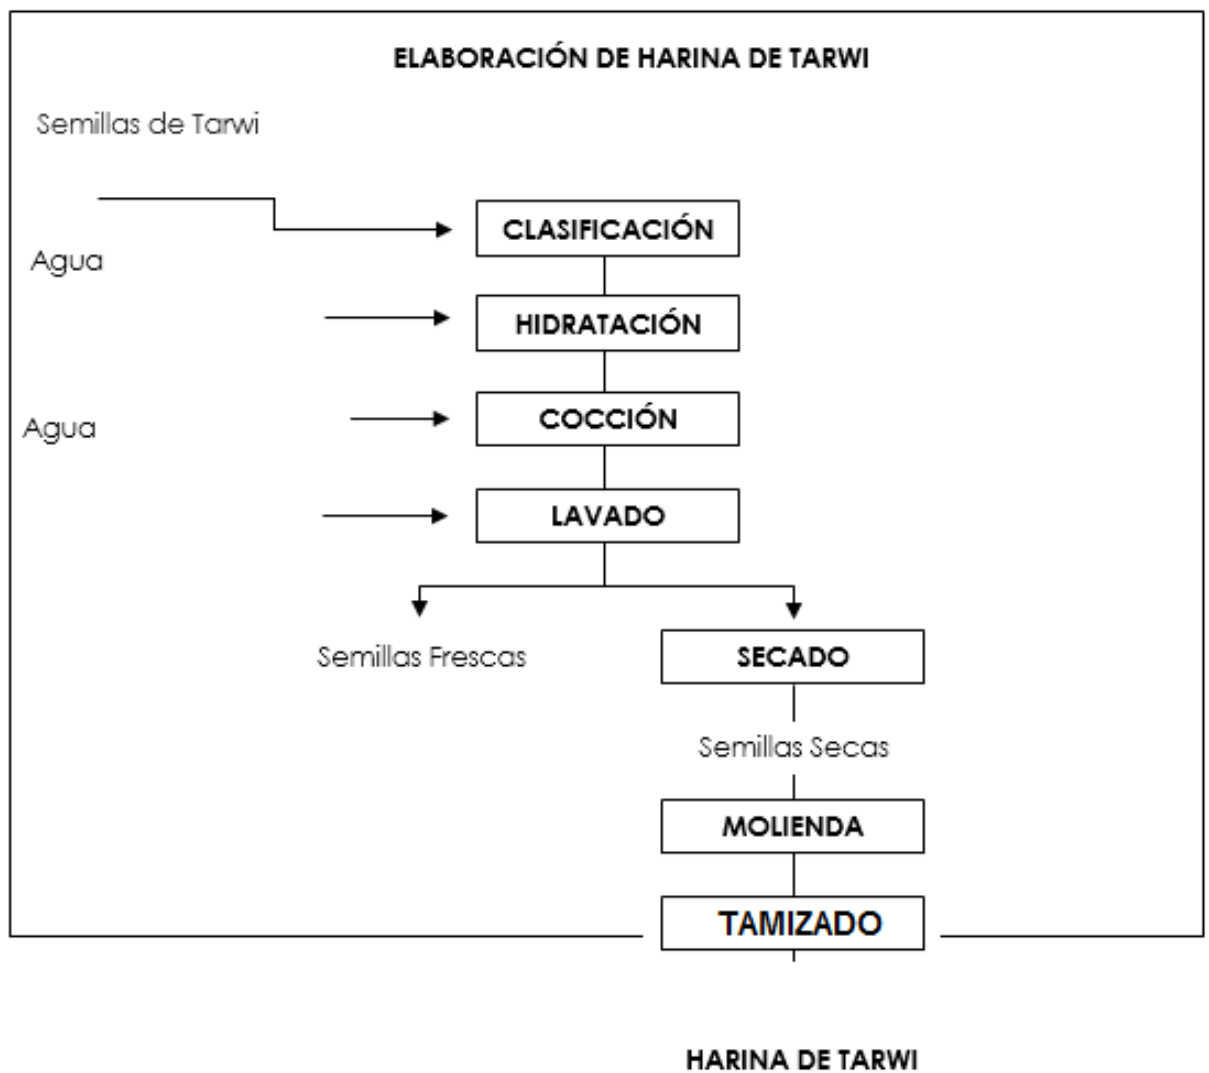 ELABORACIÓN DE HARINA DE TARWI
Semillas de Tarwi
CLASIFICACIÓN
Agua
HIDRATACIÓN
COCCIÓN
Agua
LAVADO
Semillas Frescas
SECADO
Semillas Secas
MOLIENDA
TAMIZADO
HARINA DE TARWI